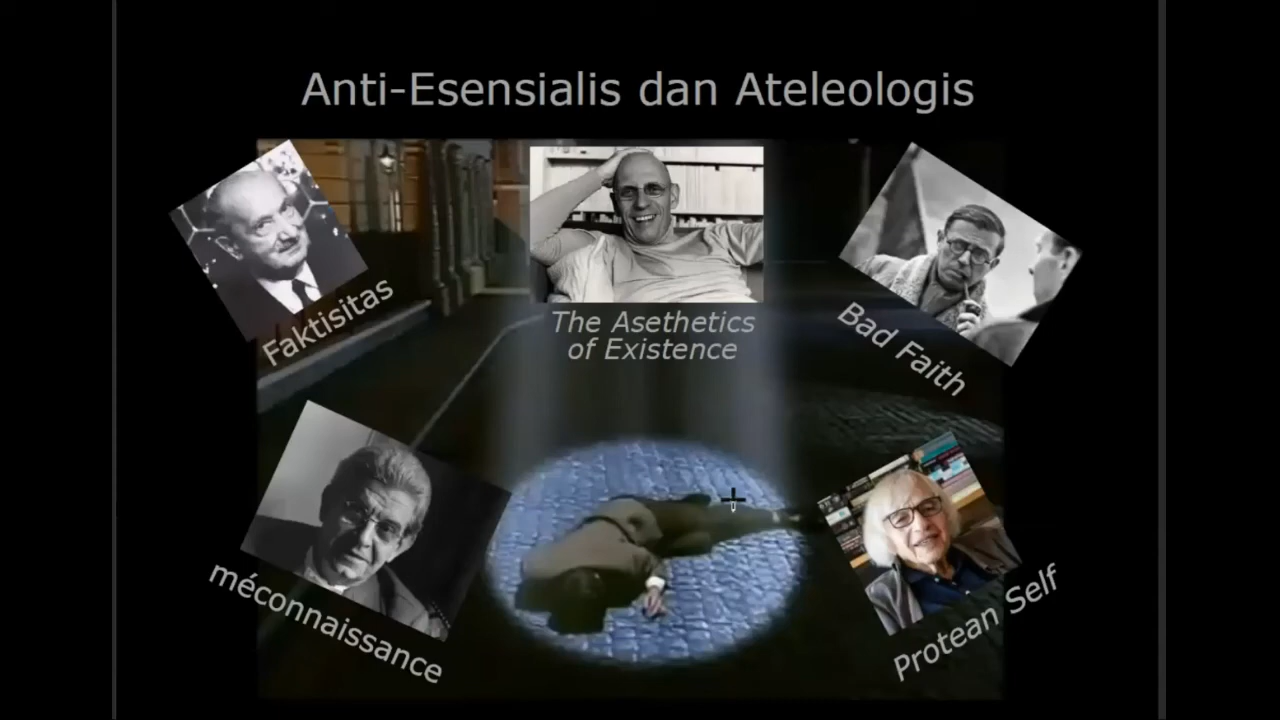 Anti-Esensialis dan Ateleologis
Faktisitas
The Asethetics
of Existence
Bad Faith
méconnaissance
Protean Self